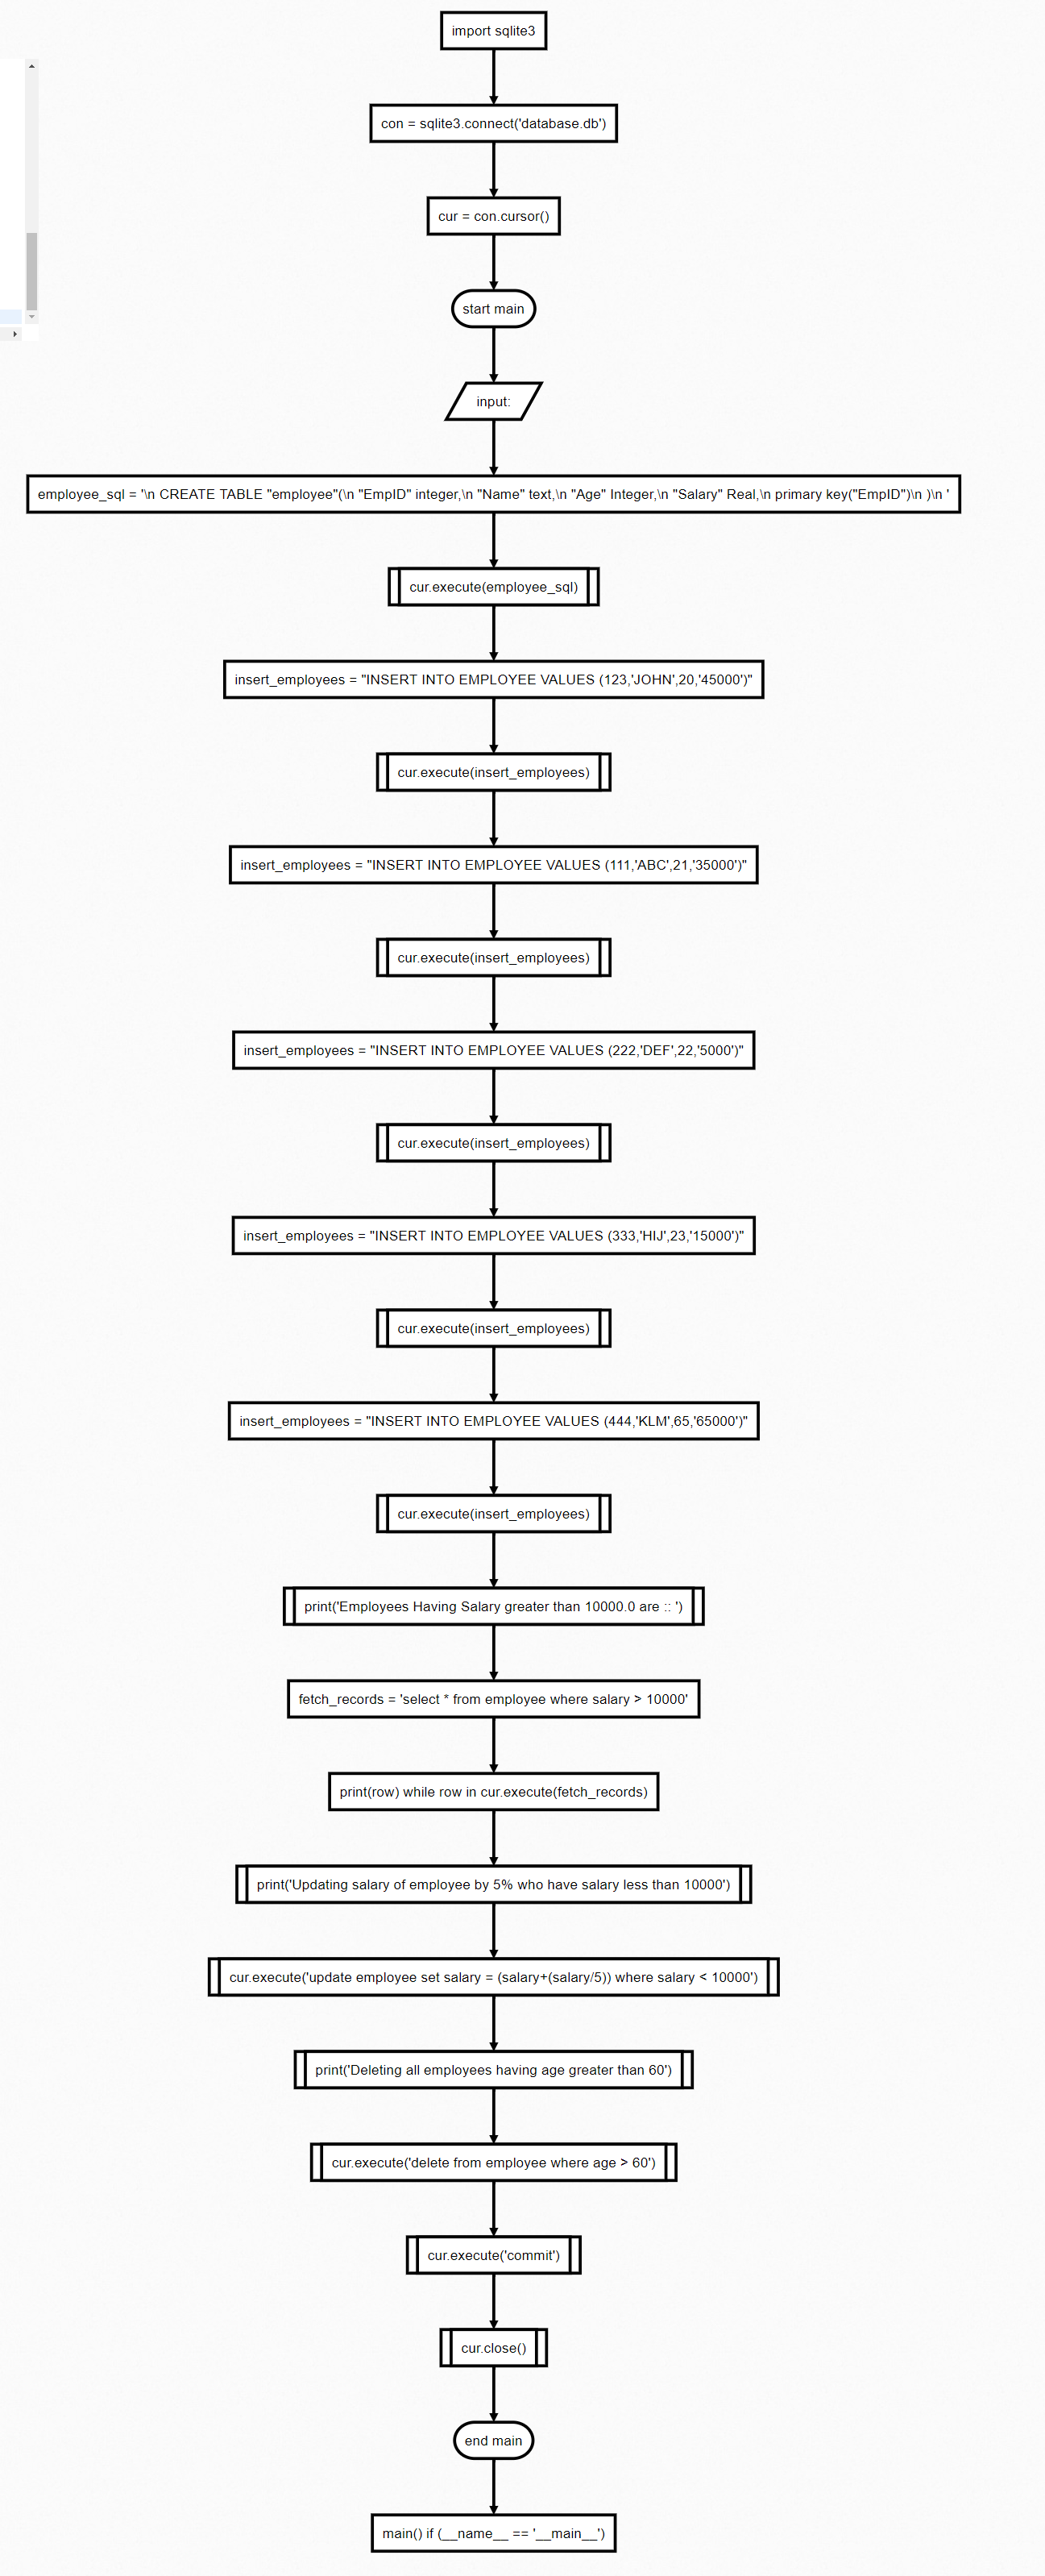 import sqlite3
con = sqlite3.connect('database.db')
cur = con.cursor()
start main
input:
employee_sql = '\n CREATE TABLE "employee"(\n "EmpID" integer,\n "Name" text,\n "Age" Integer,\n "Salary" Real,\n primary key("EmpID")\n )\n '
cur.execute(employee_sql)
insert_employees = "INSERT INTO EMPLOYEE VALUES (123,'JOHN',20,'45000')"
cur.execute(insert_employees)
insert_employees = "INSERT INTO EMPLOYEE VALUES (111,'ABC',21,'35000')"
cur.execute(insert_employees)
insert_employees = "INSERT INTO EMPLOYEE VALUES (222,'DEF',22,'5000')"
cur.execute(insert_employees)
insert_employees = "INSERT INTO EMPLOYEE VALUES (333,'HIJ',23,'15000')"
cur.execute(insert_employees)
insert_employees = "INSERT INTO EMPLOYEE VALUES (444,'KLM',65,'65000')"
cur.execute(insert_employees)
print('Employees Having Salary greater than 10000.0 are :: ')
fetch_records = 'select * from employee where salary > 10000'
print(row) while row in cur.execute(fetch_records)
print('Updating salary of employee by 5% who have salary less than 10000')
cur.execute('update employee set salary = (salary+(salary/5)) where salary < 10000')
print('Deleting all employees having age greater than 60')
cur.execute('delete from employee where age > 60')
cur.execute('commit')
cur.close()
end main
main() if (__name__ == '__main__')